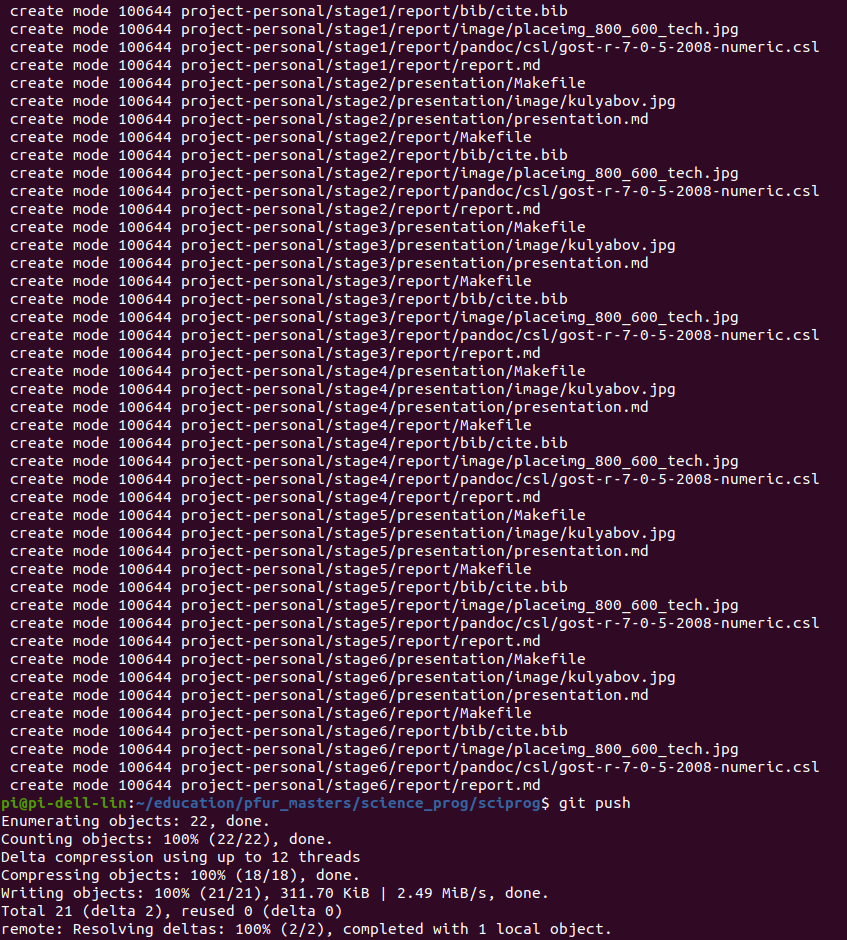 create mode 100644 project-personal/stage1/report/bib/cite.bib
create mode 100644 project-personal/stage1/report/image/placeimg_800_600_tech.jpg
create mode 100644 project-personal/stage1/report/pandoc/csl/gost-r-7-0-5-2008-numeric.csl
create mode 100644 project-personal/stage1/report/report.md
create mode 100644 project-personal/stage2/presentation/Makefile
create mode 100644 project-personal/stage2/presentation/image/kulyabov.jpg
create mode 100644 project-personal/stage2/presentation/presentation.md
create mode 100644 project-personal/stage2/report/Makefile
create mode 100644 project-personal/stage2/report/bib/cite.bib
create mode 100644 project-personal/stage2/report/image/placeimg_800_600_tech.jpg
create mode 100644 project-personal/stage2/report/pandoc/csl/gost-r-7-0-5-2008-numeric.csl
create mode 100644 project-personal/stage2/report/report.md
create mode 100644 project-personal/stage3/presentation/Makefile
create mode 100644 project-personal/stage3/presentation/image/kulyabov.jpg
create mode 100644 project-personal/stage3/presentation/presentation.md
create mode 100644 project-personal/stage3/report/Makefile
create mode 100644 project-personal/stage3/report/bib/cite.bib
create mode 100644 project-personal/stage3/report/image/placeimg_800_600_tech.jpg
create mode 100644 project-personal/stage3/report/pandoc/csl/gost-r-7-0-5-2008-numeric.csl
create mode 100644 project-personal/stage3/report/report.md
create mode 100644 project-personal/stage4/presentation/Makefile
create mode 100644 project-personal/stage4/presentation/image/kulyabov.jpg
create mode 100644 project-personal/stage4/presentation/presentation.md
create mode 100644 project-personal/stage4/report/Makefile
create mode 100644 project-personal/stage4/report/bib/cite.bib
create mode 100644 project-personal/stage4/report/image/placeimg_800_600_tech.jpg
create mode 100644 project-personal/stage4/report/pandoc/csl/gost-r-7-0-5-2008-numeric.csl
create mode 100644 project-personal/stage4/report/report.md
create mode 100644 project-personal/stage5/presentation/Makefile
create mode 100644 project-personal/stage5/presentation/image/kulyabov.jpg
create mode 100644 project-personal/stage5/presentation/presentation.md
create mode 100644 project-personal/stage5/report/Makefile
create mode 100644 project-personal/stage5/report/bib/cite.bib
create mode 100644 project-personal/stage5/report/image/placeimg_800_600_tech.jpg
create mode 100644 project-personal/stage5/report/pandoc/csl/gost-r-7-0-5-2008-numeric.csl
create mode 100644 project-personal/stage5/report/report.md
create mode 100644 project-personal/stage6/presentation/Makefile
create mode 100644 project-personal/stage6/presentation/image/kulyabov.jpg
create mode 100644 project-personal/stage6/presentation/presentation.md
create mode 100644 project-personal/stage6/report/Makefile
create mode 100644 project-personal/stage6/report/bib/cite.bib
create mode 100644 project-personal/stage6/report/image/placeimg_800_600_tech.jpg
create mode 100644 project-personal/stage6/report/pandoc/csl/gost-r-7-0-5-2008-numeric.csl
create mode 100644 project-personal/stage6/report/report.md
pi@pi-dell-lin:~/education/pfur_masters/science_prog/sciprog$ git push
Enumerating objects: 22, done.
Counting objects: 100% (22/22), done.
Delta compression using up to 12 threads
Compressing objects: 100% (18/18), done.
Writing objects: 100% (21/21), 311.70 KiB | 2.49 MiB/s, done.
Total 21 (delta 2), reused 0 (delta 0)
remote: Resolving deltas: 100% (2/2), completed with 1 local object.